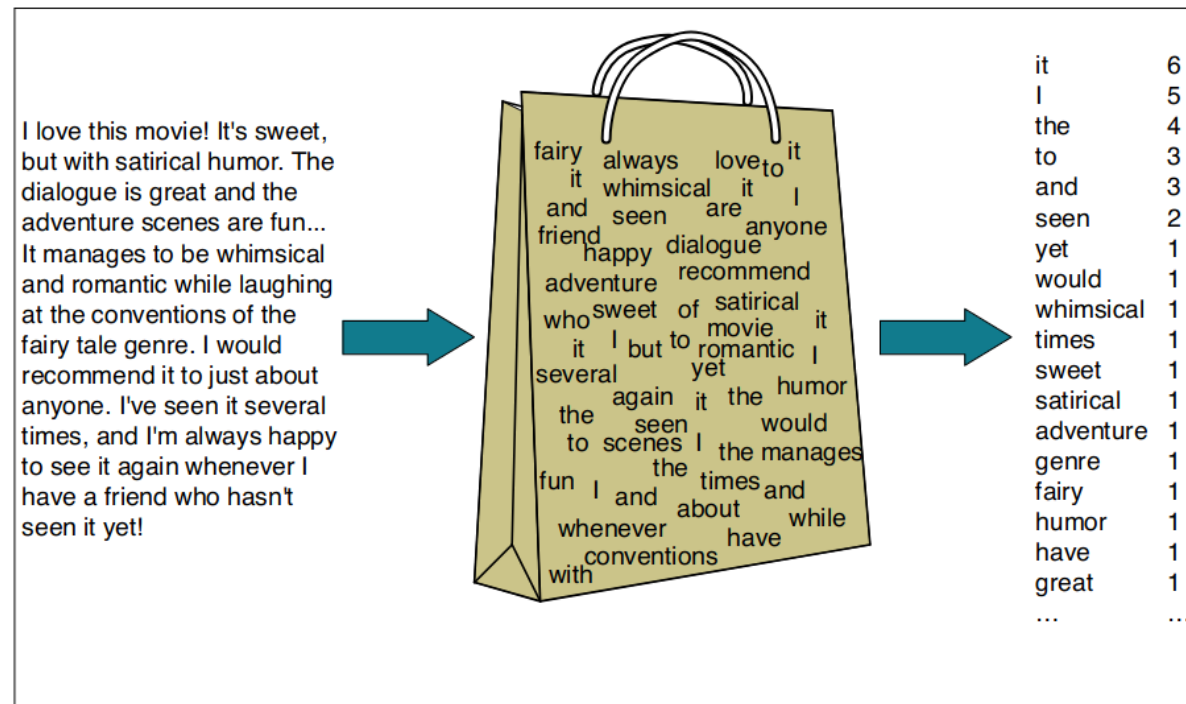 I love this movie! It's sweet,
but with satirical humor. The
dialogue is great and the
adventure scenes are fun...
It manages to be whimsical
and romantic while laughing
at the conventions of the
fairy tale genre. I would
recommend it to just about
anyone. I've seen it several
times, and I'm always happy
to see it again whenever I
have a friend who hasn't
seen it yet!
fairy always love to it
it whimsical it I
and seen are anyone
friend happy dialogue
adventure recommend
who sweet of satirical
it I but to movie it
romantic I
several yet
again it the humor
the seen would
to scenes I the manages
fun the times and
I and about
whenever have while
conventions
with
it 6
I 5
the 4
to 3
and 3
seen 2
yet 1
would 1
whimsical 1
times 1
sweet 1
satirical 1
adventure 1
genre 1
fairy 1
humor 1
have 1
great 1
... ...